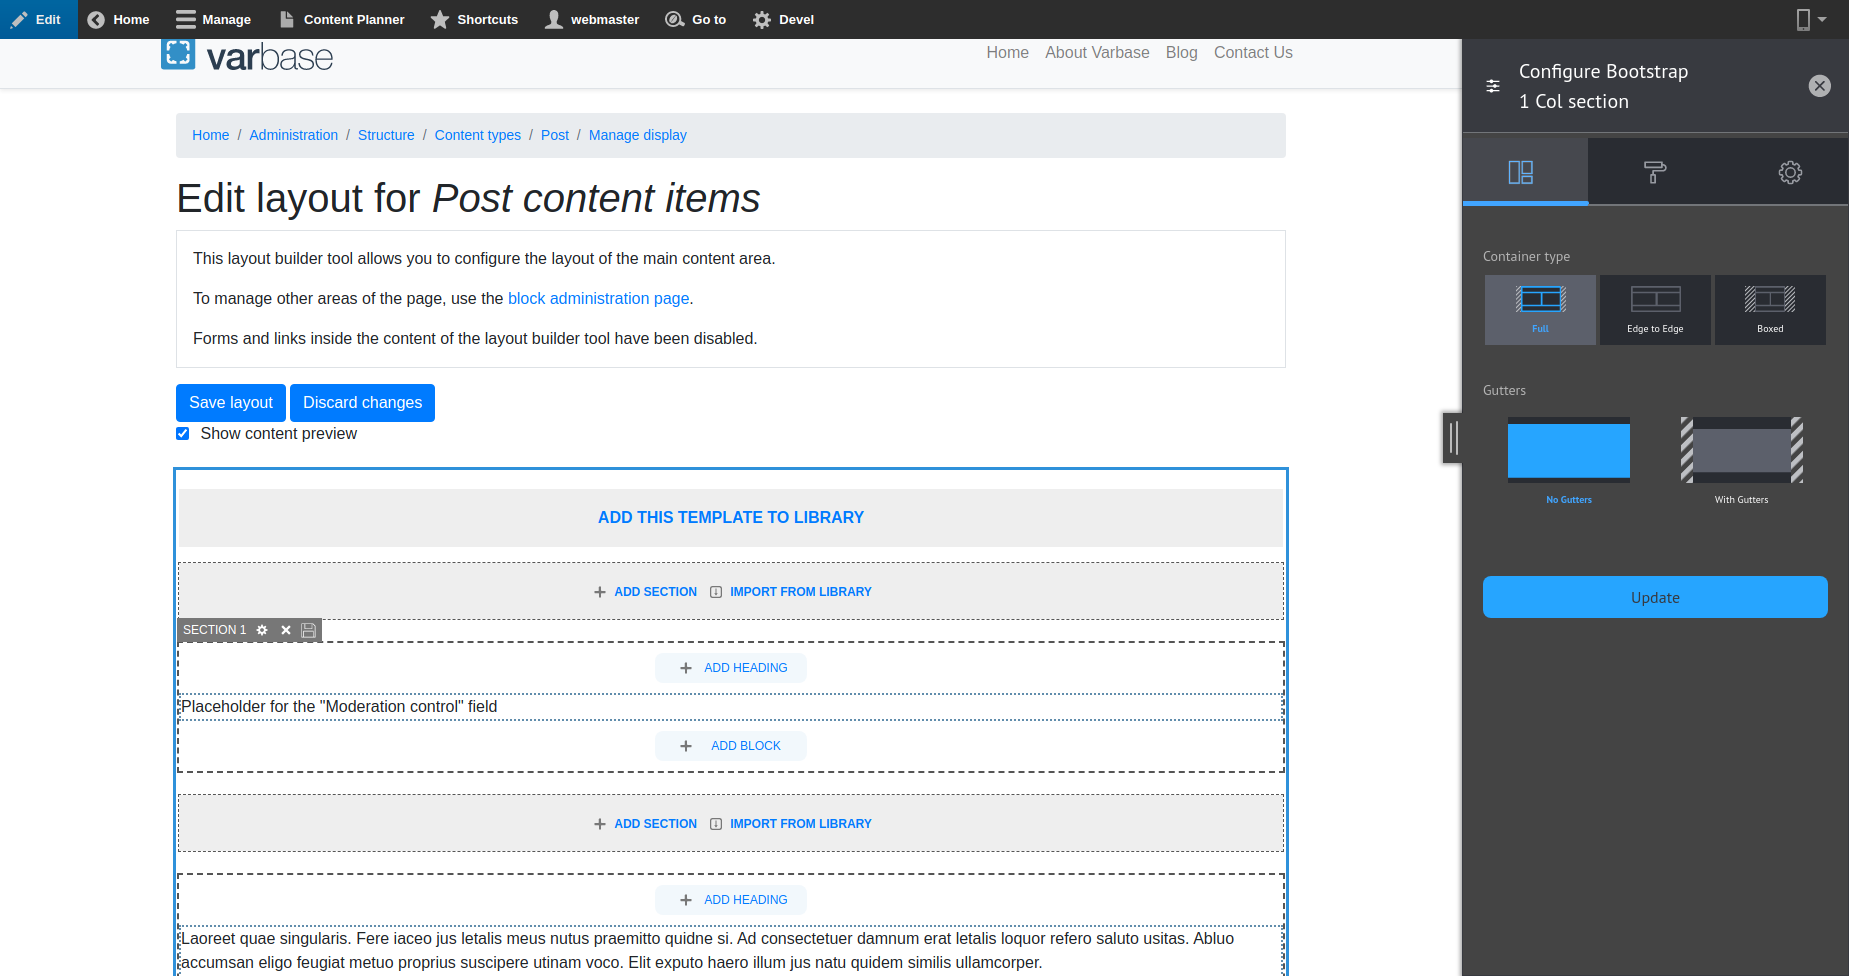 Edit Home Manage Content Planner Shortcuts webmaster Go to Devel
varbase
Home About Varbase Blog Contact Us
Home / Administration / Structure / Content types / Post / Manage display
Edit layout for Post content items
This layout builder tool allows you to configure the layout of the main content area.
To manage other areas of the page, use the block administration page.
Forms and links inside the content of the layout builder tool have been disabled.
Save layout Discard changes
Show content preview
ADD THIS TEMPLATE TO LIBRARY
ADD SECTION IMPORT FROM LIBRARY
SECTION 1
ADD HEADING
Placeholder for the "Moderation control" field
ADD BLOCK
ADD SECTION IMPORT FROM LIBRARY
ADD HEADING
Laoreet quae singularis. Fere iaceo jus letalis meus nutus praemitto quidne si. Ad consectetuer damnum erat letalis loquor refero saluto usitas. Abluo
accumsan eligo feugiat metuo proprius suscipere utinam voco. Elit exputo haero illum jus natu quidem similis ullamcorper.
Configure Bootstrap
1 Col section
Container type
Full Edge to Edge Boxed
Gutters
No Gutters With Gutters
Update